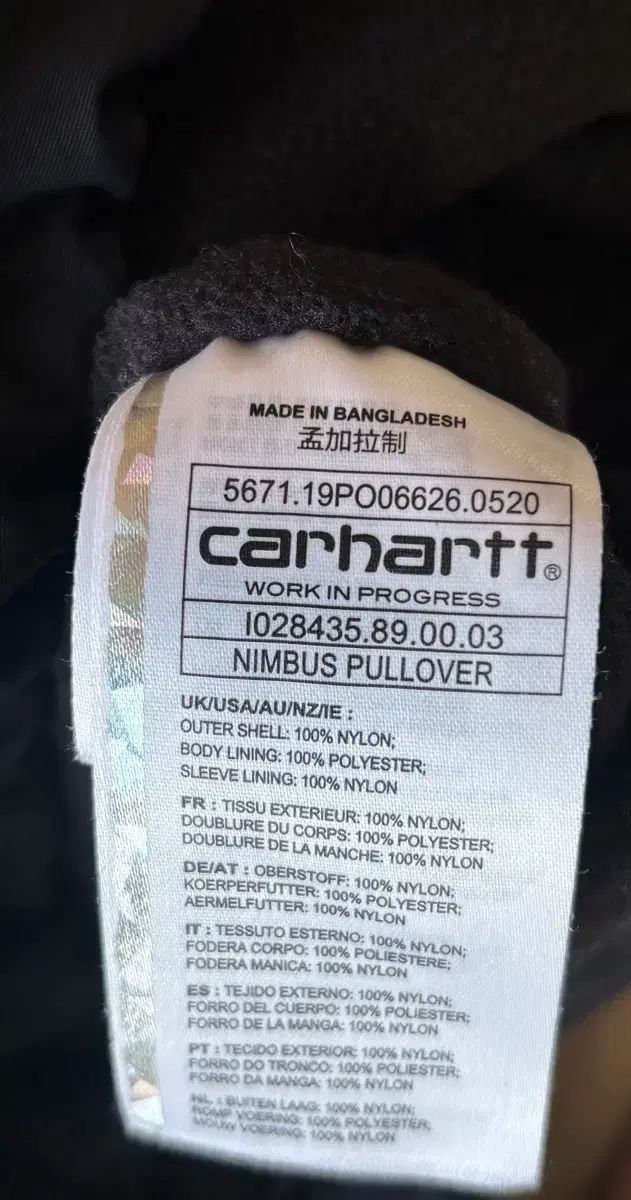 MADE IN BANGLADESH
孟加拉制
5671.19PO06626.0520
carhartt®
WORK IN PROGRESS
I028435.89.00.03
NIMBUS PULLOVER
UK/USA/AU/NZ/IE :
OUTER SHELL: 100% NYLON;
BODY LINING: 100% POLYESTER;
SLEEVE LINING: 100% NYLON
FR : TISSU EXTERIEUR: 100% NYLON;
DOUBLURE DU CORPS: 100% POLYESTER;
DOUBLURE DE LA MANCHE: 100% NYLON
DE/AT : OBERSTOFF: 100% NYLON;
KOERPERFUTTER: 100% POLYESTER;
AERMELFUTTER: 100% NYLON
IT : TESSUTO ESTERNO: 100% NYLON;
FODERA CORPO: 100% POLIESTERE;
FODERA MANICA: 100% NYLON
ES : TEJIDO EXTERNO: 100% NYLON;
FORRO DEL CUERPO: 100% POLIESTER;
FORRO DE LA MANGA: 100% NYLON
PT : TECIDO EXTERIOR: 100% NYLON;
FORRO DO TRONCO: 100% POLIESTER;
FORRO DA MANGA: 100% NYLON
NL : BUITEN LAAG: 100% NYLON;
ROMP VOERING: 100% POLYESTER;
MOUW VOERING: 100% NYLON